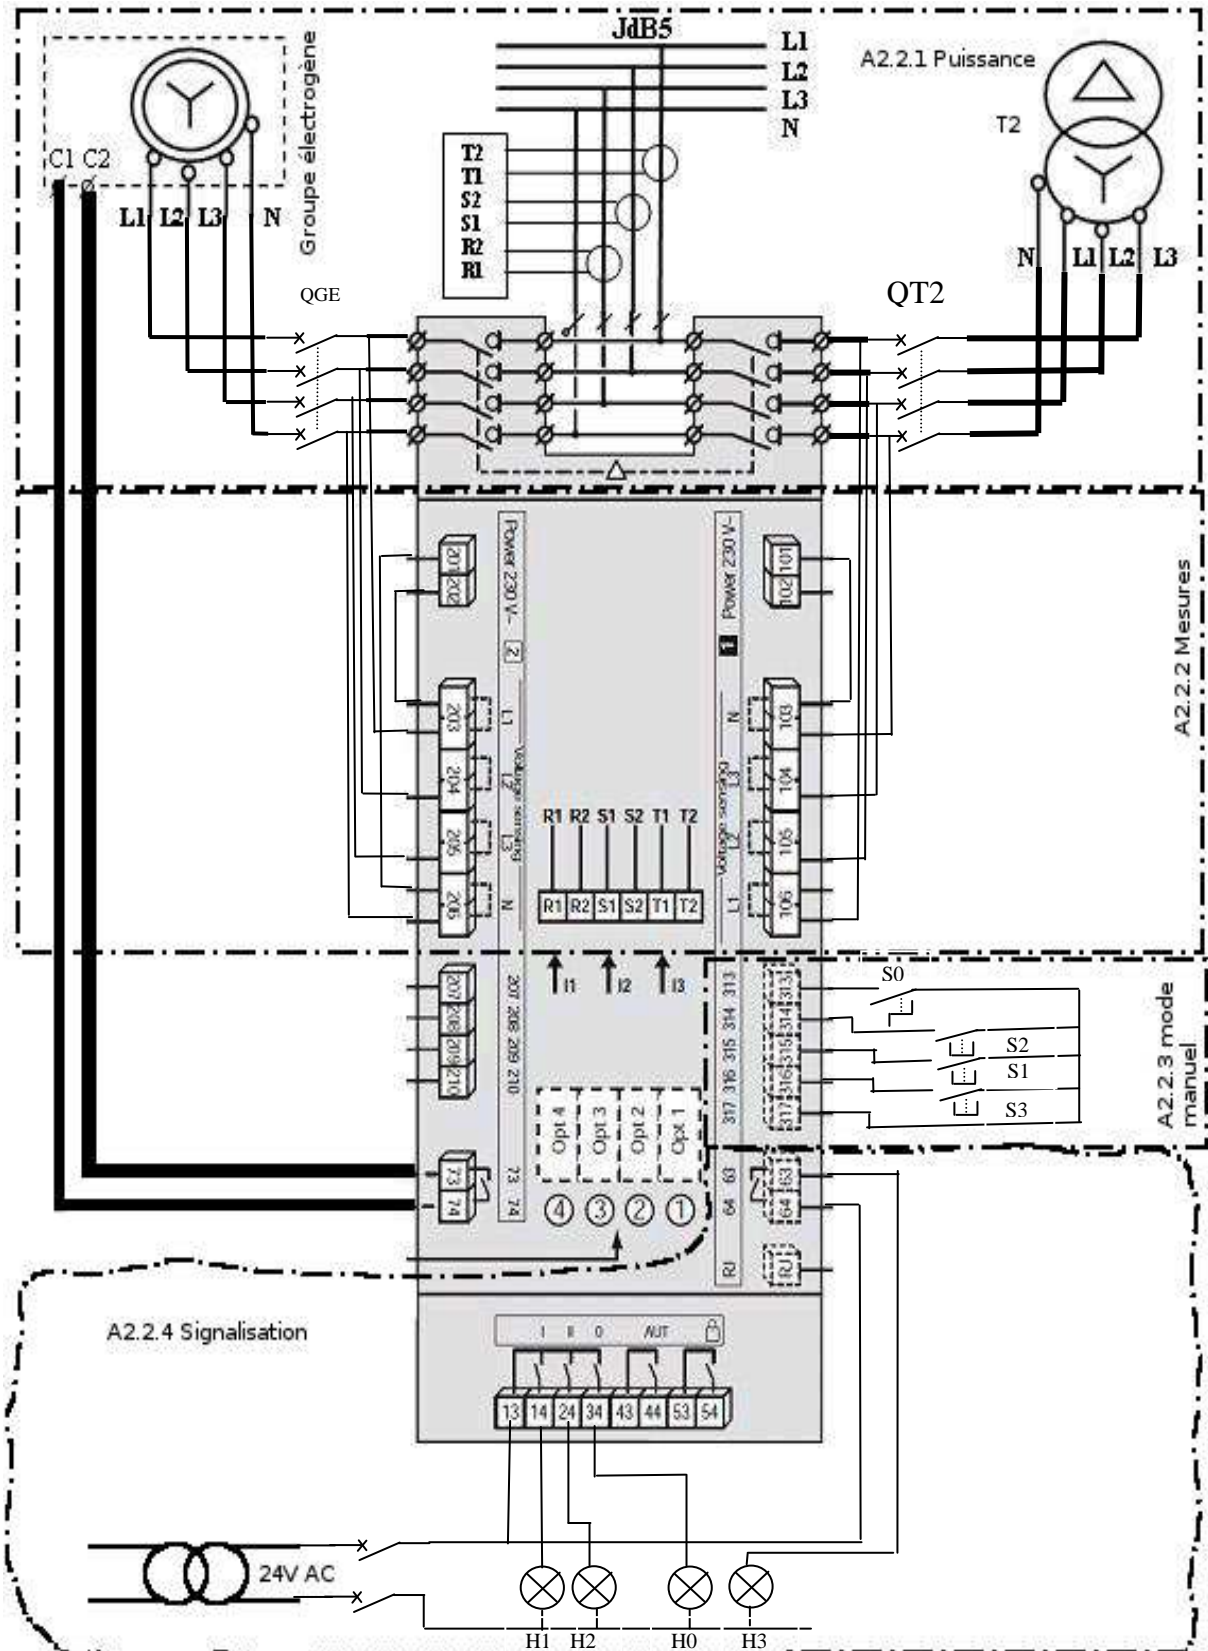 JdB5
L1
L2
L3
N
A2.2.1 Puissance
T2
Groupe électrogène
C1 C2
L1 L2 L3 N
T2
T1
S2
S1
R2
R1
N L1 L2 L3
QGE
QT2
201
202
Power 230 V~
2
Power 230 V~
1
101
102
A2.2.2 Mesures
203
204
205
206
L1
L2
L3
N
Voltage sensing
N
L3
L2
L1
Voltage sensing
103
104
105
106
R1 R2 S1 S2 T1 T2
R1 R2 S1 S2 T1 T2
I1 I2 I3
207
208
209
210
207 208 209 210
313
314
315
316
317
313
314
315
316
317
S0
S2
S1
S3
A2.2.3 mode
manuel
Opt 4
Opt 3
Opt 2
Opt 1
4 3 2 1
73
74
73
74
63
64
63
64
RJ
RJ
A2.2.4 Signalisation
I II 0 AUT
13 14 24 34 43 44 53 54
24V AC
H1 H2 H0 H3